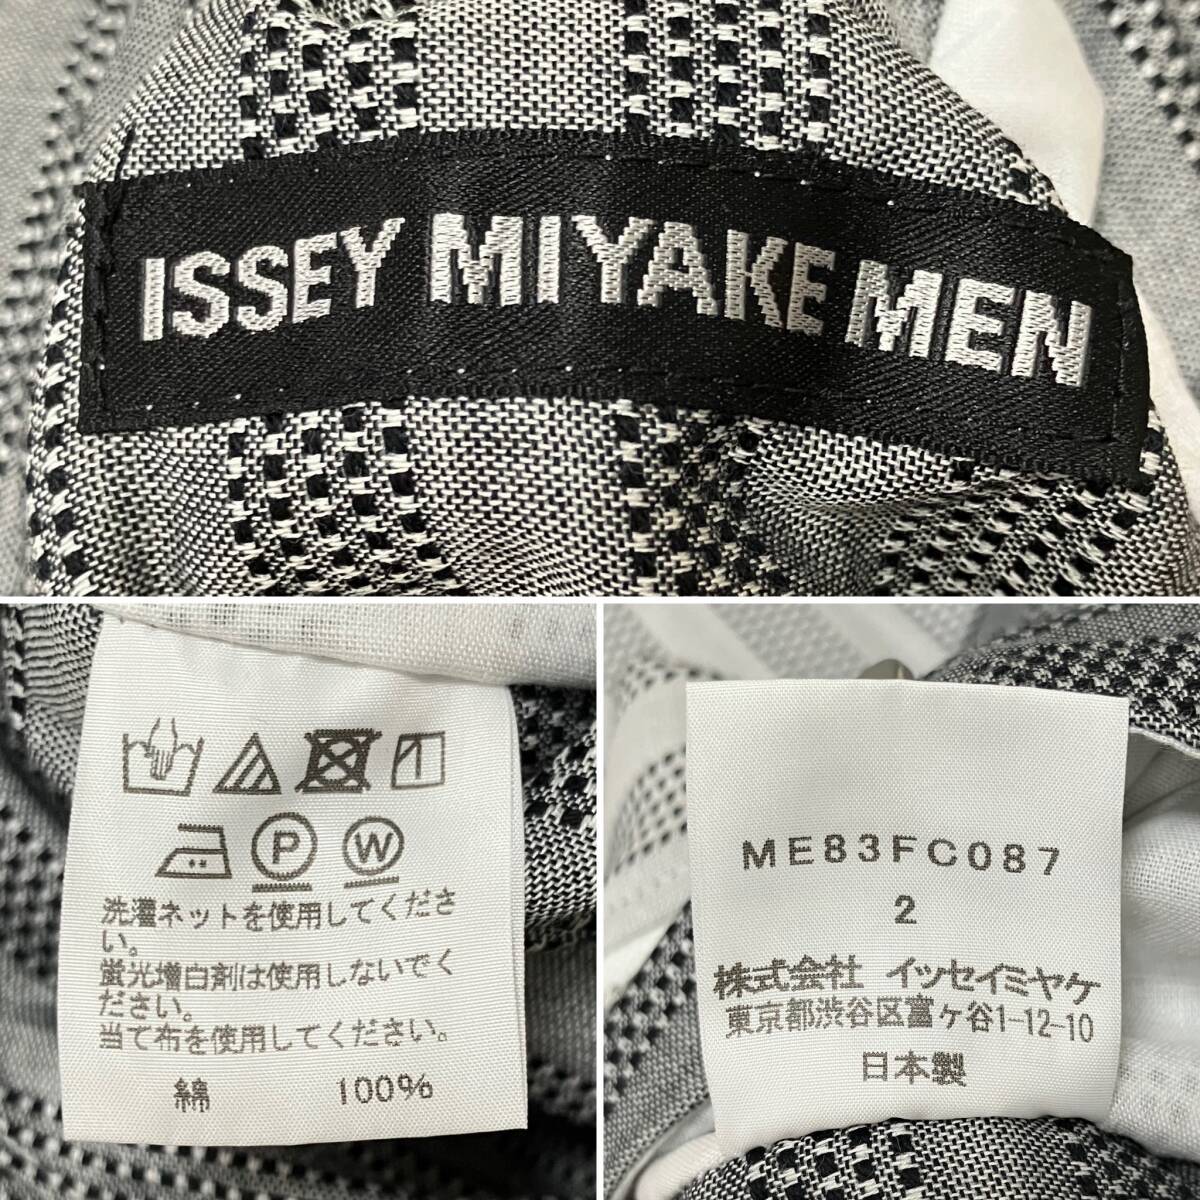 ISSEY MIYAKE MEN
P W
洗濯ネットを使用してくださ
い。
蛍光増白剤は使用しないでく
ださい。
当て布を使用してください。
綿 100%
ME83FC087
2
株式会社 イッセイミヤケ
東京都渋谷区富ヶ谷1-12-10
日本製